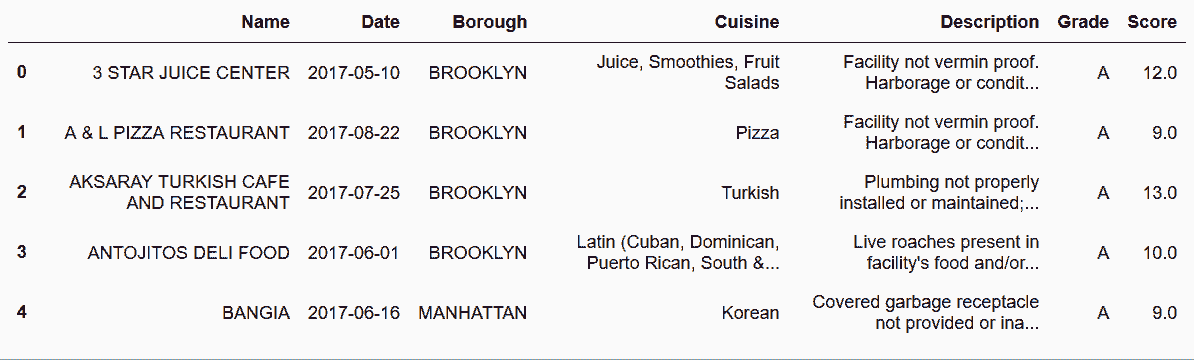 Name Date Borough Cuisine Description Grade Score
0 3 STAR JUICE CENTER 2017-05-10 BROOKLYN Juice, Smoothies, Fruit Salads Facility not vermin proof. Harborage or condit... A 12.0
1 A & L PIZZA RESTAURANT 2017-08-22 BROOKLYN Pizza Facility not vermin proof. Harborage or condit... A 9.0
2 AKSARAY TURKISH CAFE AND RESTAURANT 2017-07-25 BROOKLYN Turkish Plumbing not properly installed or maintained;... A 13.0
3 ANTOJITOS DELI FOOD 2017-06-01 BROOKLYN Latin (Cuban, Dominican, Puerto Rican, South &... Live roaches present in facility's food and/or... A 10.0
4 BANGIA 2017-06-16 MANHATTAN Korean Covered garbage receptacle not provided or ina... A 9.0